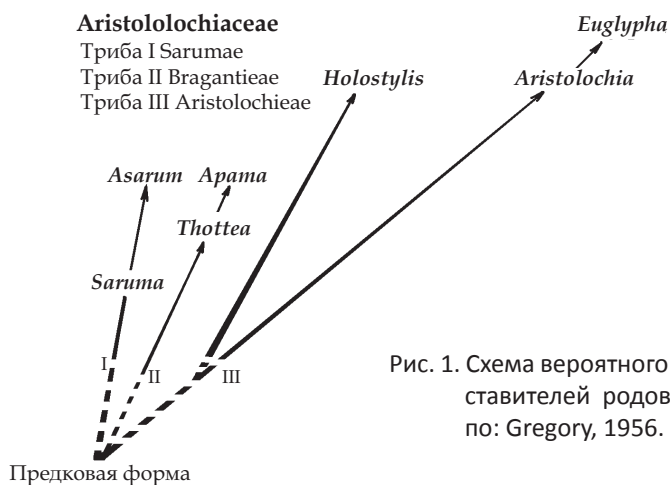 Aristololochiaceae
Триба I Sarumae
Триба II Bragantieae
Триба III Aristolochieae
Euglypha
Holostylis
Aristolochia
Asarum
Apama
Thottea
Saruma
I
II
III
Предковая форма
Рис. 1. Схема вероятного
ставителей родов
по: Gregory, 1956.